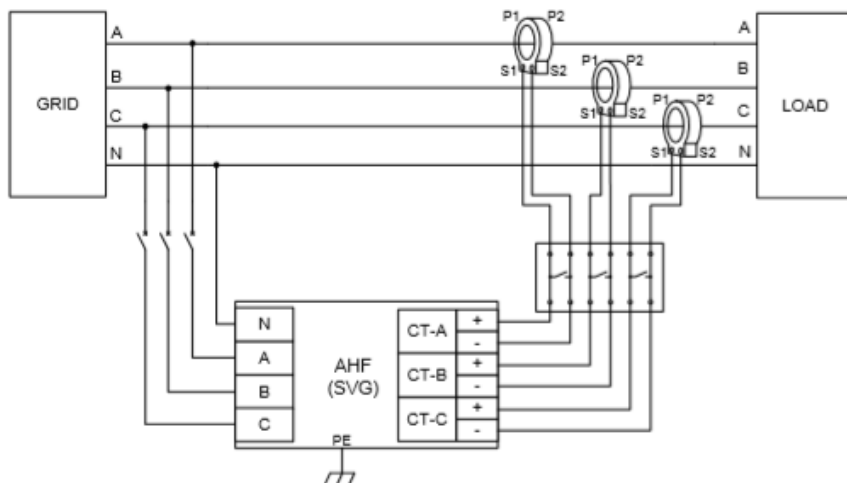 A
P1
P2
A
S1
S2
B
P1
P2
B
GRID
S1
S2
LOAD
C
P1
P2
C
N
S1
S2
N
N
CT-A
+
-
A
AHF
(SVG)
CT-B
+
-
B
C
CT-C
+
-
PE